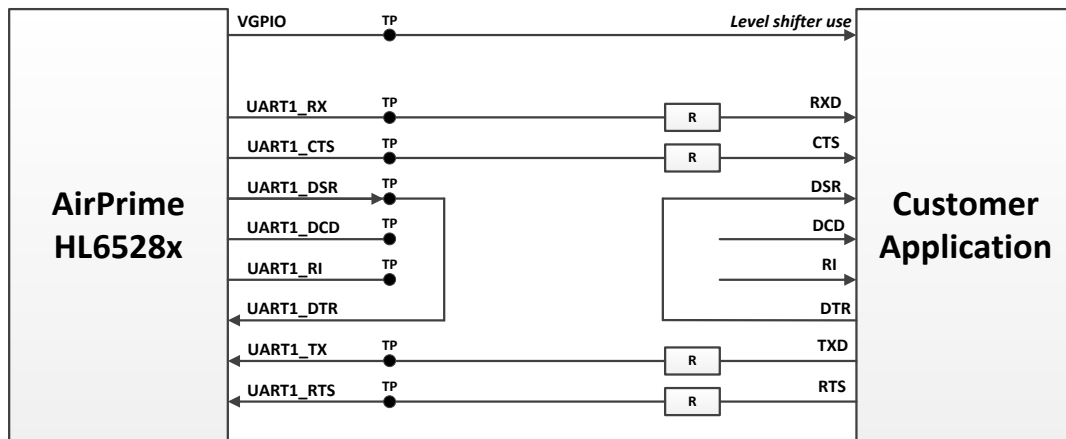 VGPIO TP Level shifter use
UART1_RX TP R RXD
UART1_CTS TP R CTS
UART1_DSR TP DSR
AirPrime
HL6528x
Customer
Application
UART1_DCD TP DCD
UART1_RI TP RI
UART1_DTR DTR
UART1_TX TP R TXD
UART1_RTS TP R RTS